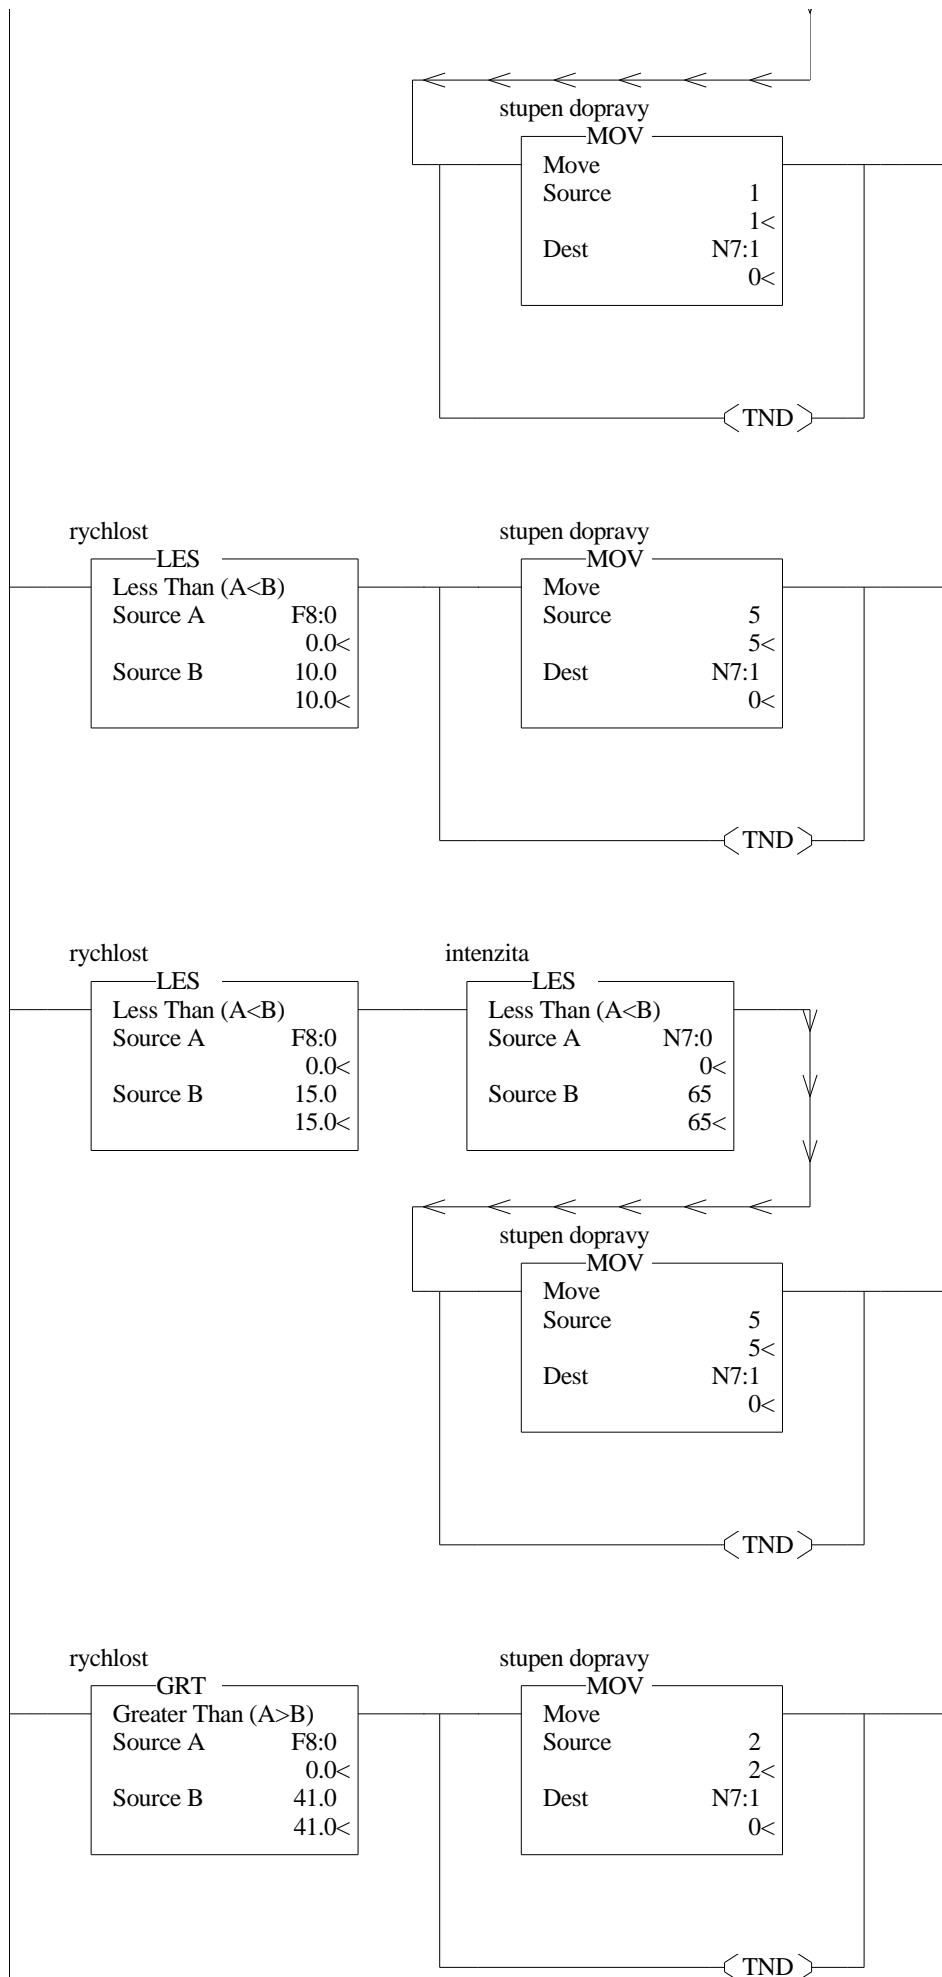 stupen dopravy
MOV
Move
Source 1
1<
Dest N7:1
0<
TND
rychlost
LES
Less Than (A<B)
Source A F8:0
0.0<
Source B 10.0
10.0<
stupen dopravy
MOV
Move
Source 5
5<
Dest N7:1
0<
TND
rychlost
LES
Less Than (A<B)
Source A F8:0
0.0<
Source B 15.0
15.0<
intenzita
LES
Less Than (A<B)
Source A N7:0
0<
Source B 65
65<
stupen dopravy
MOV
Move
Source 5
5<
Dest N7:1
0<
TND
rychlost
GRT
Greater Than (A>B)
Source A F8:0
0.0<
Source B 41.0
41.0<
stupen dopravy
MOV
Move
Source 2
2<
Dest N7:1
0<
TND